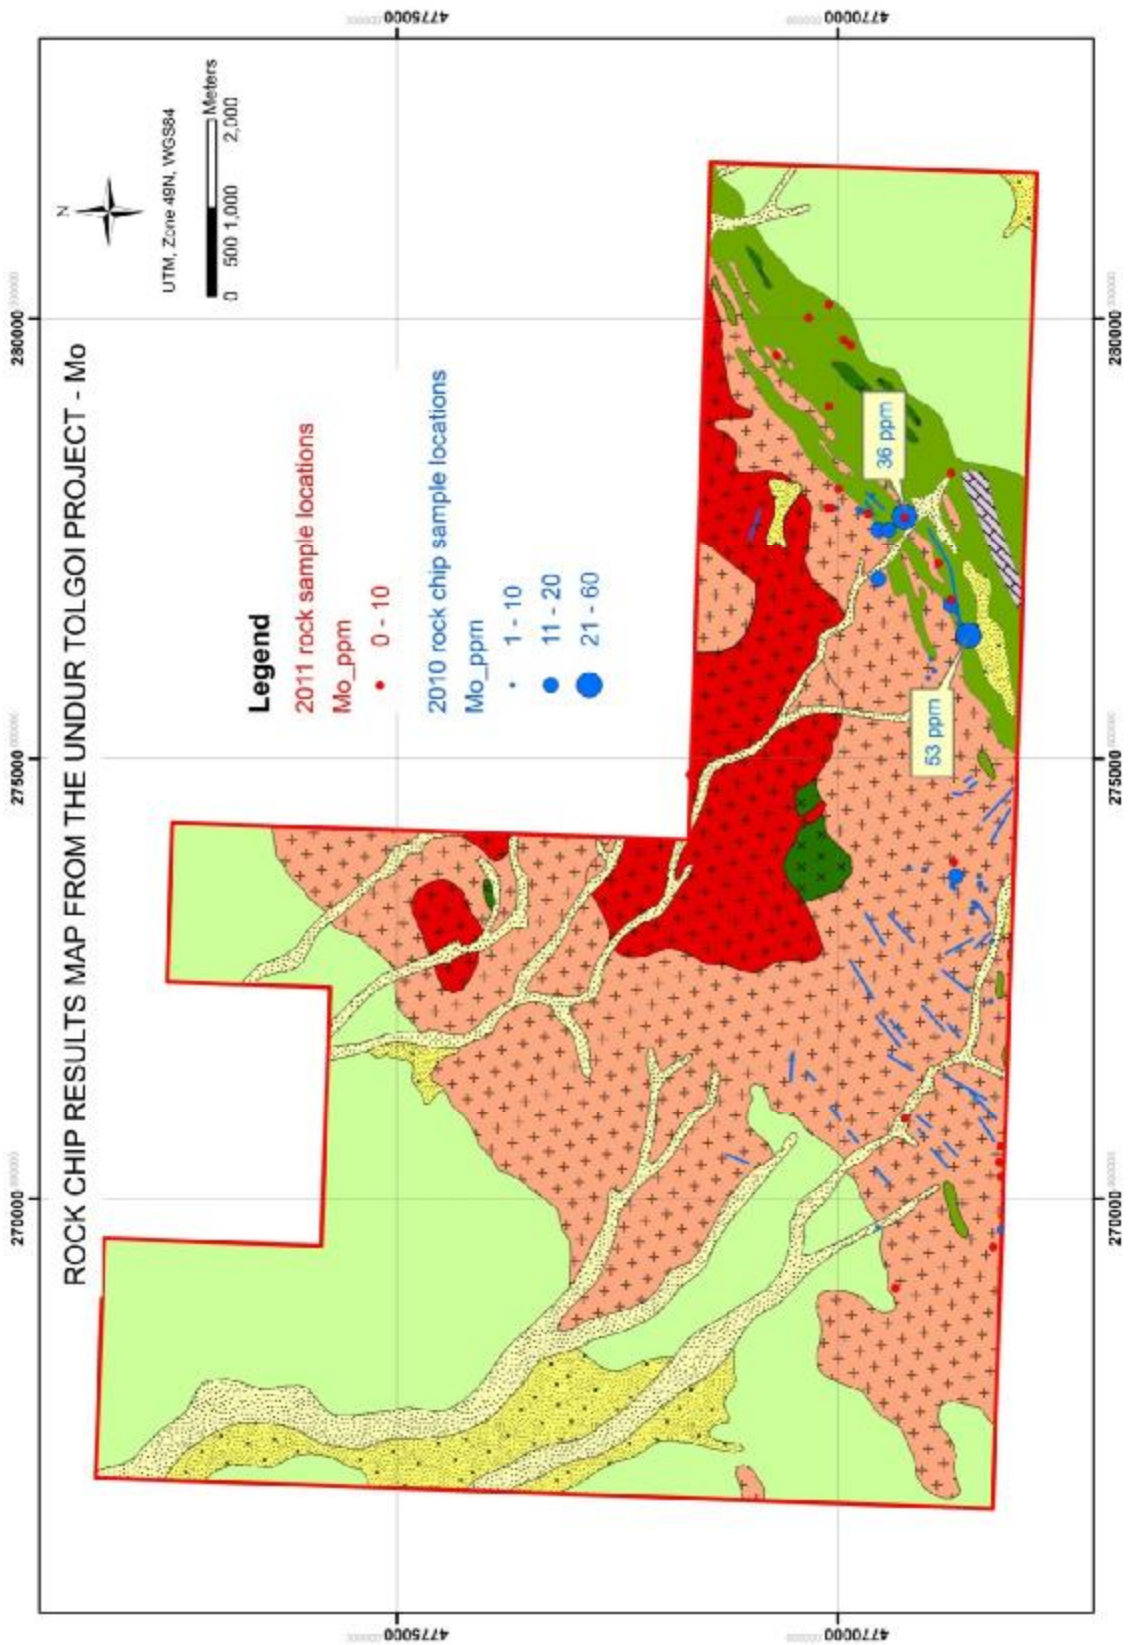 ROCK CHIP RESULTS MAP FROM THE UNDUR TOLGOI PROJECT - Mo
N
UTM, Zone 49N, WGS84
Meters
0 500 1,000 2,000
270000
275000
280000
4775000
4775000
4770000
4770000
Legend
2011 rock sample locations
Mo_ppm
0 - 10
2010 rock chip sample locations
Mo_ppm
1 - 10
11 - 20
21 - 60
36 ppm
53 ppm
270000
275000
280000